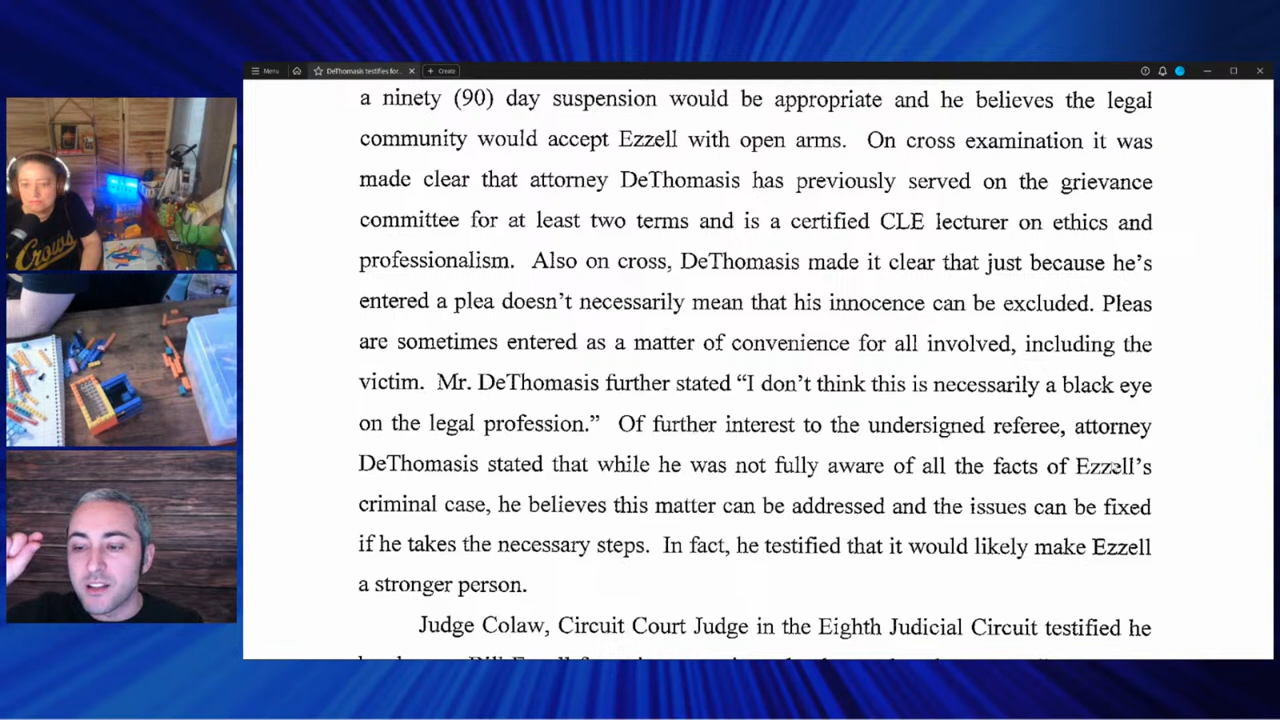 Menu
DeThomasis testifies for...
Create
a ninety (90) day suspension would be appropriate and he believes the legal
community would accept Ezzell with open arms. On cross examination it was
made clear that attorney DeThomasis has previously served on the grievance
committee for at least two terms and is a certified CLE lecturer on ethics and
professionalism. Also on cross, DeThomasis made it clear that just because he’s
entered a plea doesn’t necessarily mean that his innocence can be excluded. Pleas
are sometimes entered as a matter of convenience for all involved, including the
victim. Mr. DeThomasis further stated “I don’t think this is necessarily a black eye
on the legal profession.” Of further interest to the undersigned referee, attorney
DeThomasis stated that while he was not fully aware of all the facts of Ezzell’s
criminal case, he believes this matter can be addressed and the issues can be fixed
if he takes the necessary steps. In fact, he testified that it would likely make Ezzell
a stronger person.
Judge Colaw, Circuit Court Judge in the Eighth Judicial Circuit testified he
Crows